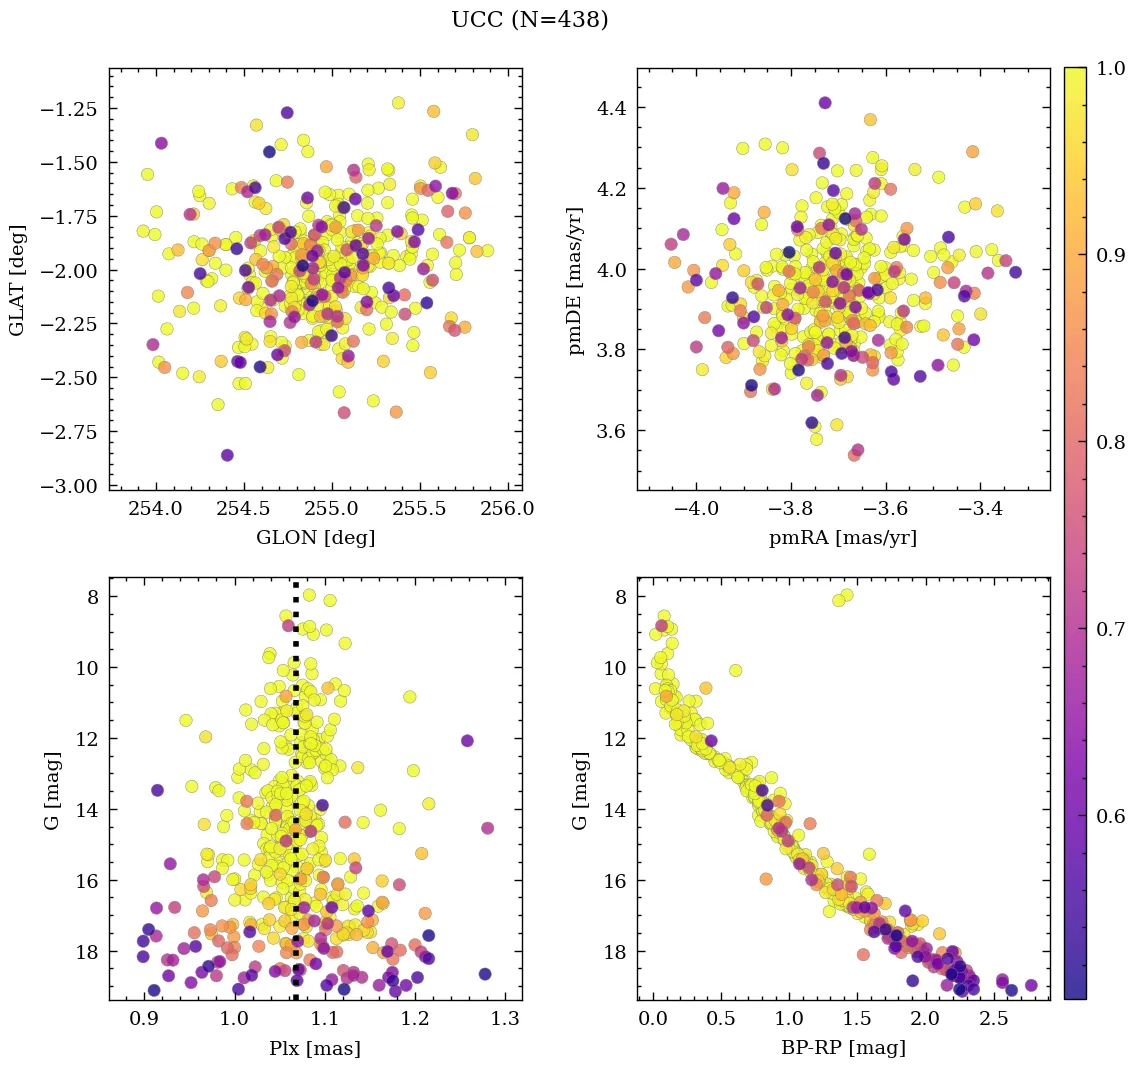 UCC (N=438)
−1.25
−1.50
−1.75
−2.00
−2.25
−2.50
−2.75
−3.00
GLAT [deg]
254.0 254.5 255.0 255.5 256.0
GLON [deg]
4.4
4.2
4.0
3.8
3.6
pmDE [mas/yr]
−4.0 −3.8 −3.6 −3.4
pmRA [mas/yr]
8
10
12
14
16
18
G [mag]
0.9 1.0 1.1 1.2 1.3
Plx [mas]
8
10
12
14
16
18
G [mag]
0.0 0.5 1.0 1.5 2.0 2.5
BP-RP [mag]
1.0
0.9
0.8
0.7
0.6